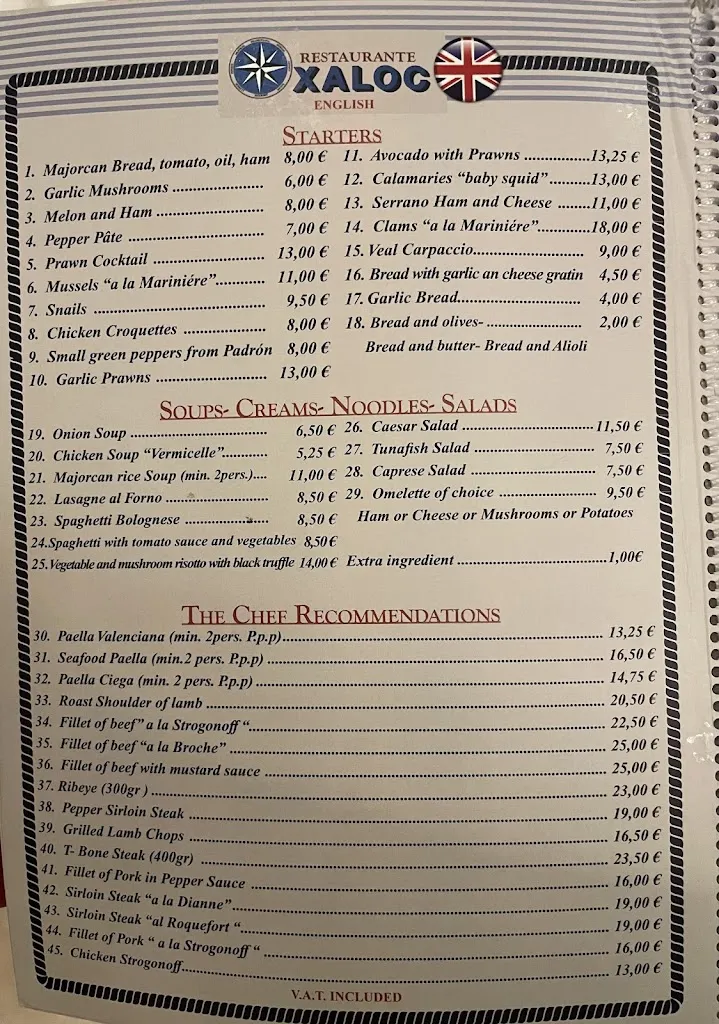 RESTAURANTE
XALOC
ENGLISH
STARTERS
1. Majorcan Bread, tomato, oil, ham 8,00 €
2. Garlic Mushrooms 6,00 €
3. Melon and Ham 8,00 €
4. Pepper Pâte 7,00 €
5. Prawn Cocktail 13,00 €
6. Mussels “a la Mariniére” 11,00 €
7. Snails 9,50 €
8. Chicken Croquettes 8,00 €
9. Small green peppers from Padrón 8,00 €
10. Garlic Prawns 13,00 €
11. Avocado with Prawns 13,25 €
12. Calamaries “baby squid” 13,00 €
13. Serrano Ham and Cheese 11,00 €
14. Clams “a la Mariniére” 18,00 €
15. Veal Carpaccio 9,00 €
16. Bread with garlic an cheese gratin 4,50 €
17. Garlic Bread 4,00 €
18. Bread and olives- 2,00 €
Bread and butter- Bread and Alioli
SOUPS- CREAMS- NOODLES- SALADS
19. Onion Soup 6,50 €
20. Chicken Soup “Vermicelle” 5,25 €
21. Majorcan rice Soup (min. 2pers.) 11,00 €
22. Lasagne al Forno 8,50 €
23. Spaghetti Bolognese 8,50 €
24. Spaghetti with tomato sauce and vegetables 8,50 €
25. Vegetable and mushroom risotto with black truffle 14,00 €
26. Caesar Salad 11,50 €
27. Tunafish Salad 7,50 €
28. Caprese Salad 7,50 €
29. Omelette of choice 9,50 €
Ham or Cheese or Mushrooms or Potatoes
Extra ingredient 1,00€
THE CHEF RECOMMENDATIONS
30. Paella Valenciana (min. 2pers. P.p.p) 13,25 €
31. Seafood Paella (min.2 pers. P.p.p) 16,50 €
32. Paella Ciega (min. 2 pers. P.p.p) 14,75 €
33. Roast Shoulder of lamb 20,50 €
34. Fillet of beef” a la Strogonoff “ 22,50 €
35. Fillet of beef “a la Broche” 25,00 €
36. Fillet of beef with mustard sauce 25,00 €
37. Ribeye (300gr ) 23,00 €
38. Pepper Sirloin Steak 19,00 €
39. Grilled Lamb Chops 16,50 €
40. T- Bone Steak (400gr) 23,50 €
41. Fillet of Pork in Pepper Sauce 16,00 €
42. Sirloin Steak “a la Dianne” 19,00 €
43. Sirloin Steak “al Roquefort “ 19,00 €
44. Fillet of Pork “ a la Strogonoff “ 16,00 €
45. Chicken Strogonoff 13,00 €
V.A.T. INCLUDED